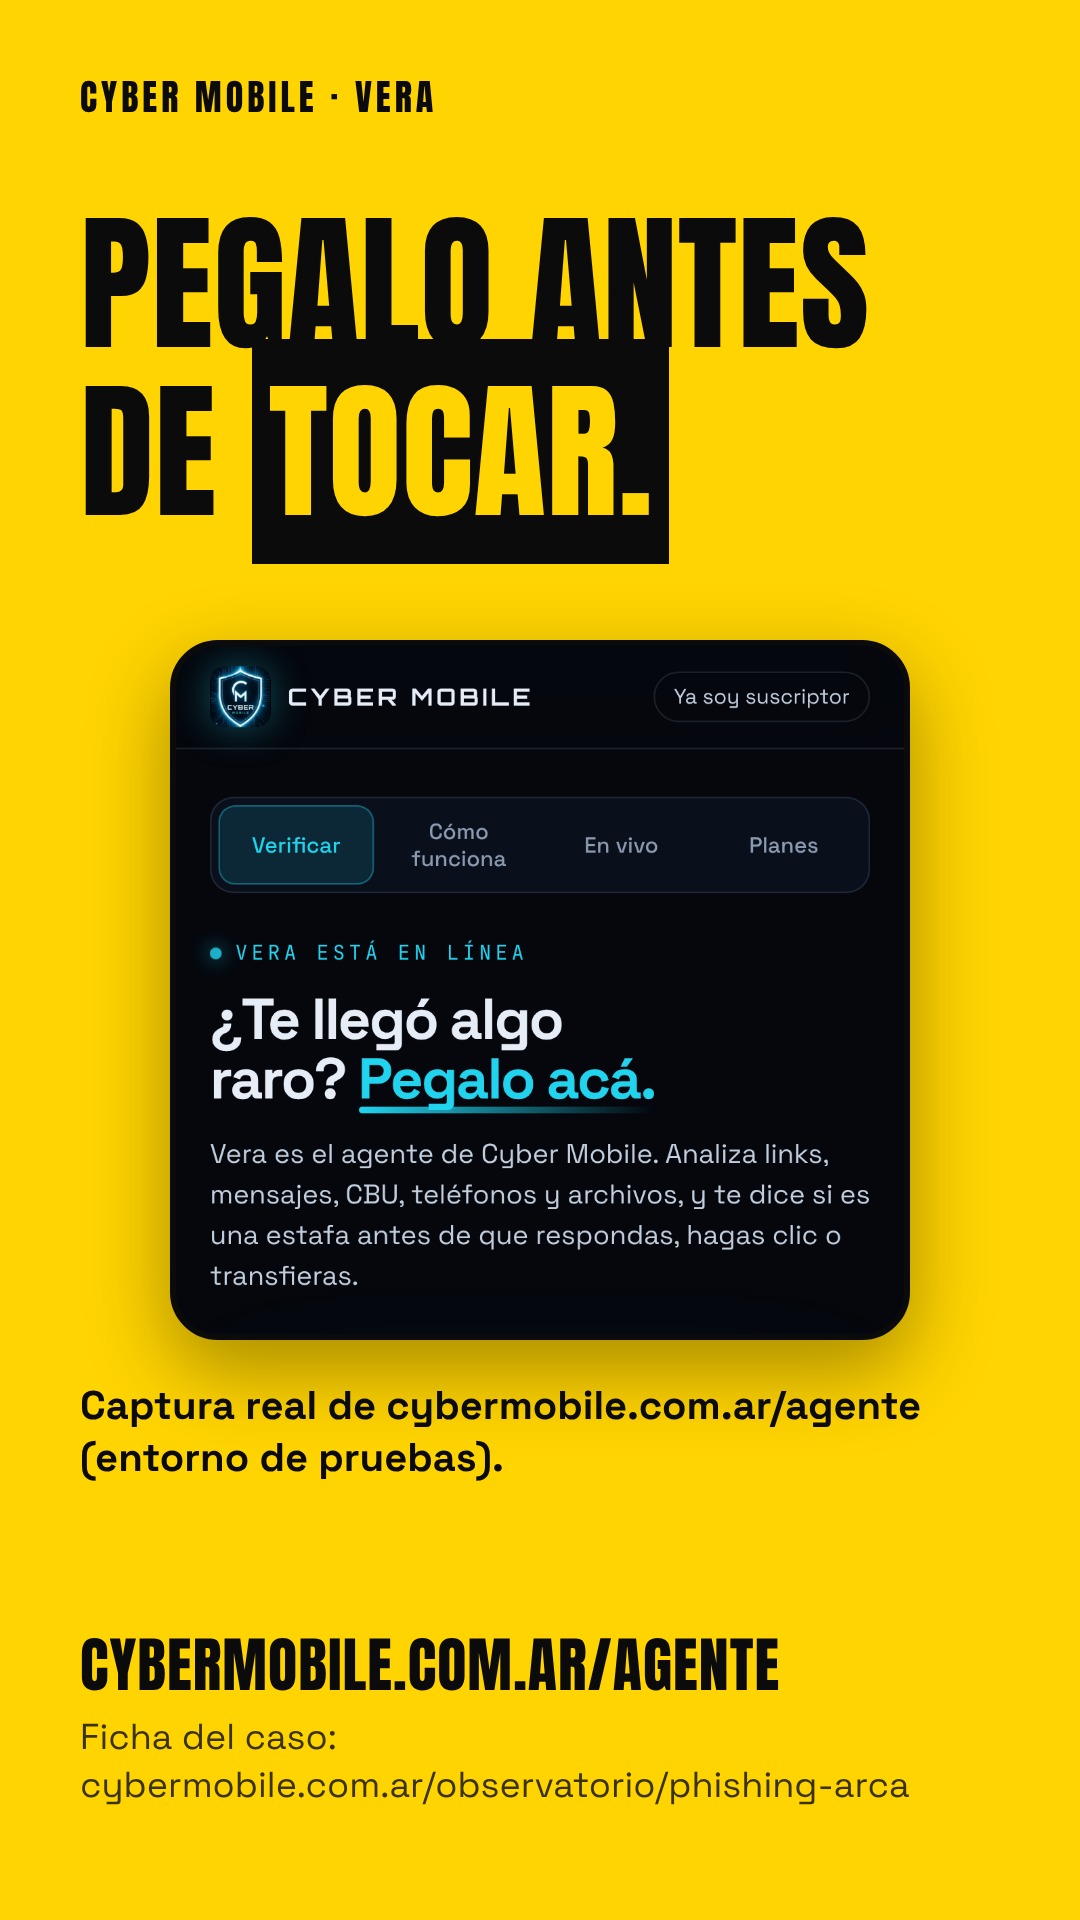 CYBER MOBILE · VERA
PEGALO ANTES
DE TOCAR.
CM
CYBER
MOBILE
CYBER MOBILE
Ya soy suscriptor
Verificar
Cómo
funciona
En vivo
Planes
VERA ESTÁ EN LÍNEA
¿Te llegó algo
raro? Pegalo acá.
Vera es el agente de Cyber Mobile. Analiza links,
mensajes, CBU, teléfonos y archivos, y te dice si es
una estafa antes de que respondas, hagas clic o
transfieras.
Captura real de cybermobile.com.ar/agente
(entorno de pruebas).
CYBERMOBILE.COM.AR/AGENTE
Ficha del caso:
cybermobile.com.ar/observatorio/phishing-arca